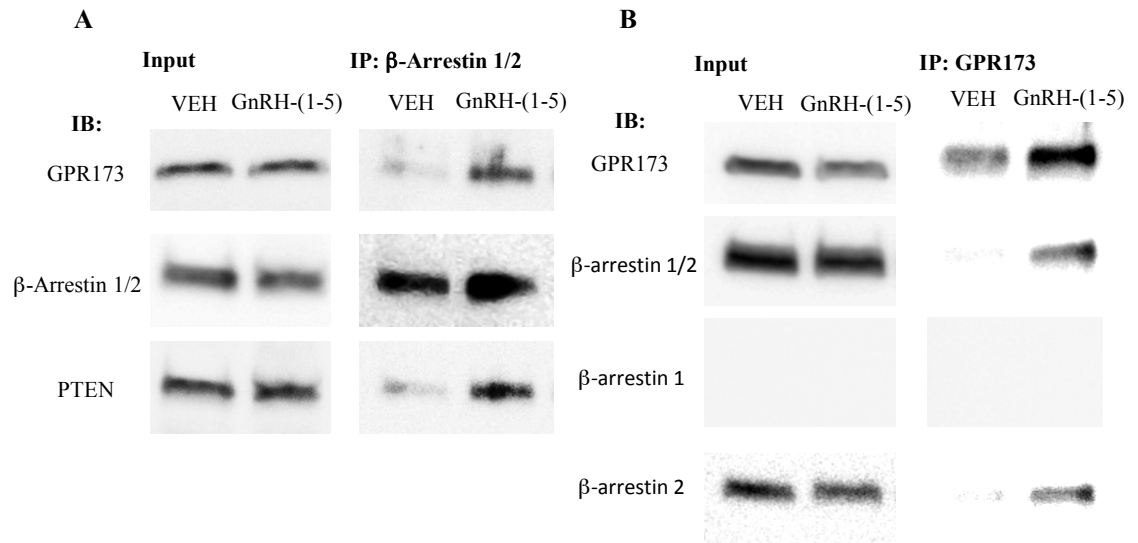 A
Input
IP: β-Arrestin 1/2
VEH
GnRH-(1-5)
VEH
GnRH-(1-5)
IB:
GPR173
β-Arrestin 1/2
PTEN
B
Input
IP: GPR173
VEH
GnRH-(1-5)
VEH
GnRH-(1-5)
IB:
GPR173
β-arrestin 1/2
β-arrestin 1
β-arrestin 2